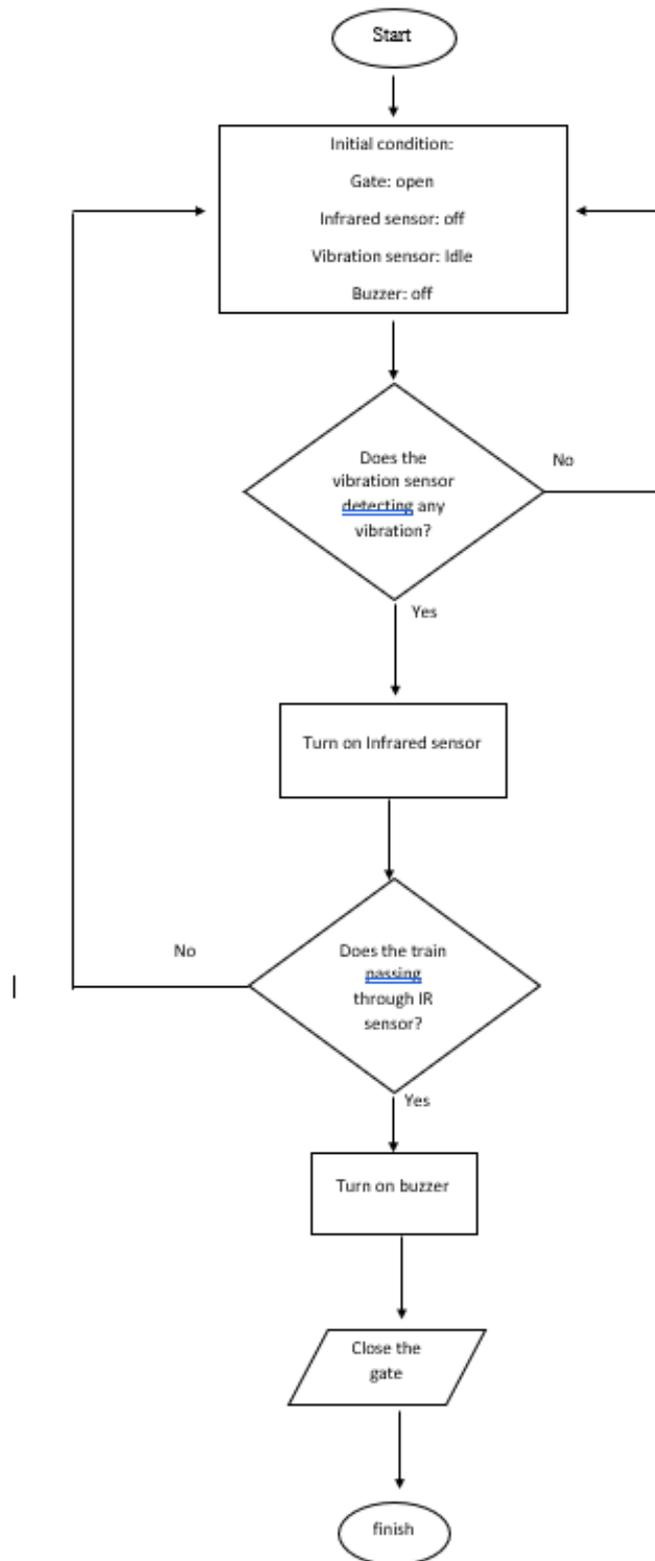 Start
Initial condition:
Gate: open
Infrared sensor: off
Vibration sensor: Idle
Buzzer: off
Does the
vibration sensor
detecting any
vibration?
No
Yes
Turn on Infrared sensor
Does the train
passing
through IR
sensor?
No
Yes
Turn on buzzer
Close the
gate
finish